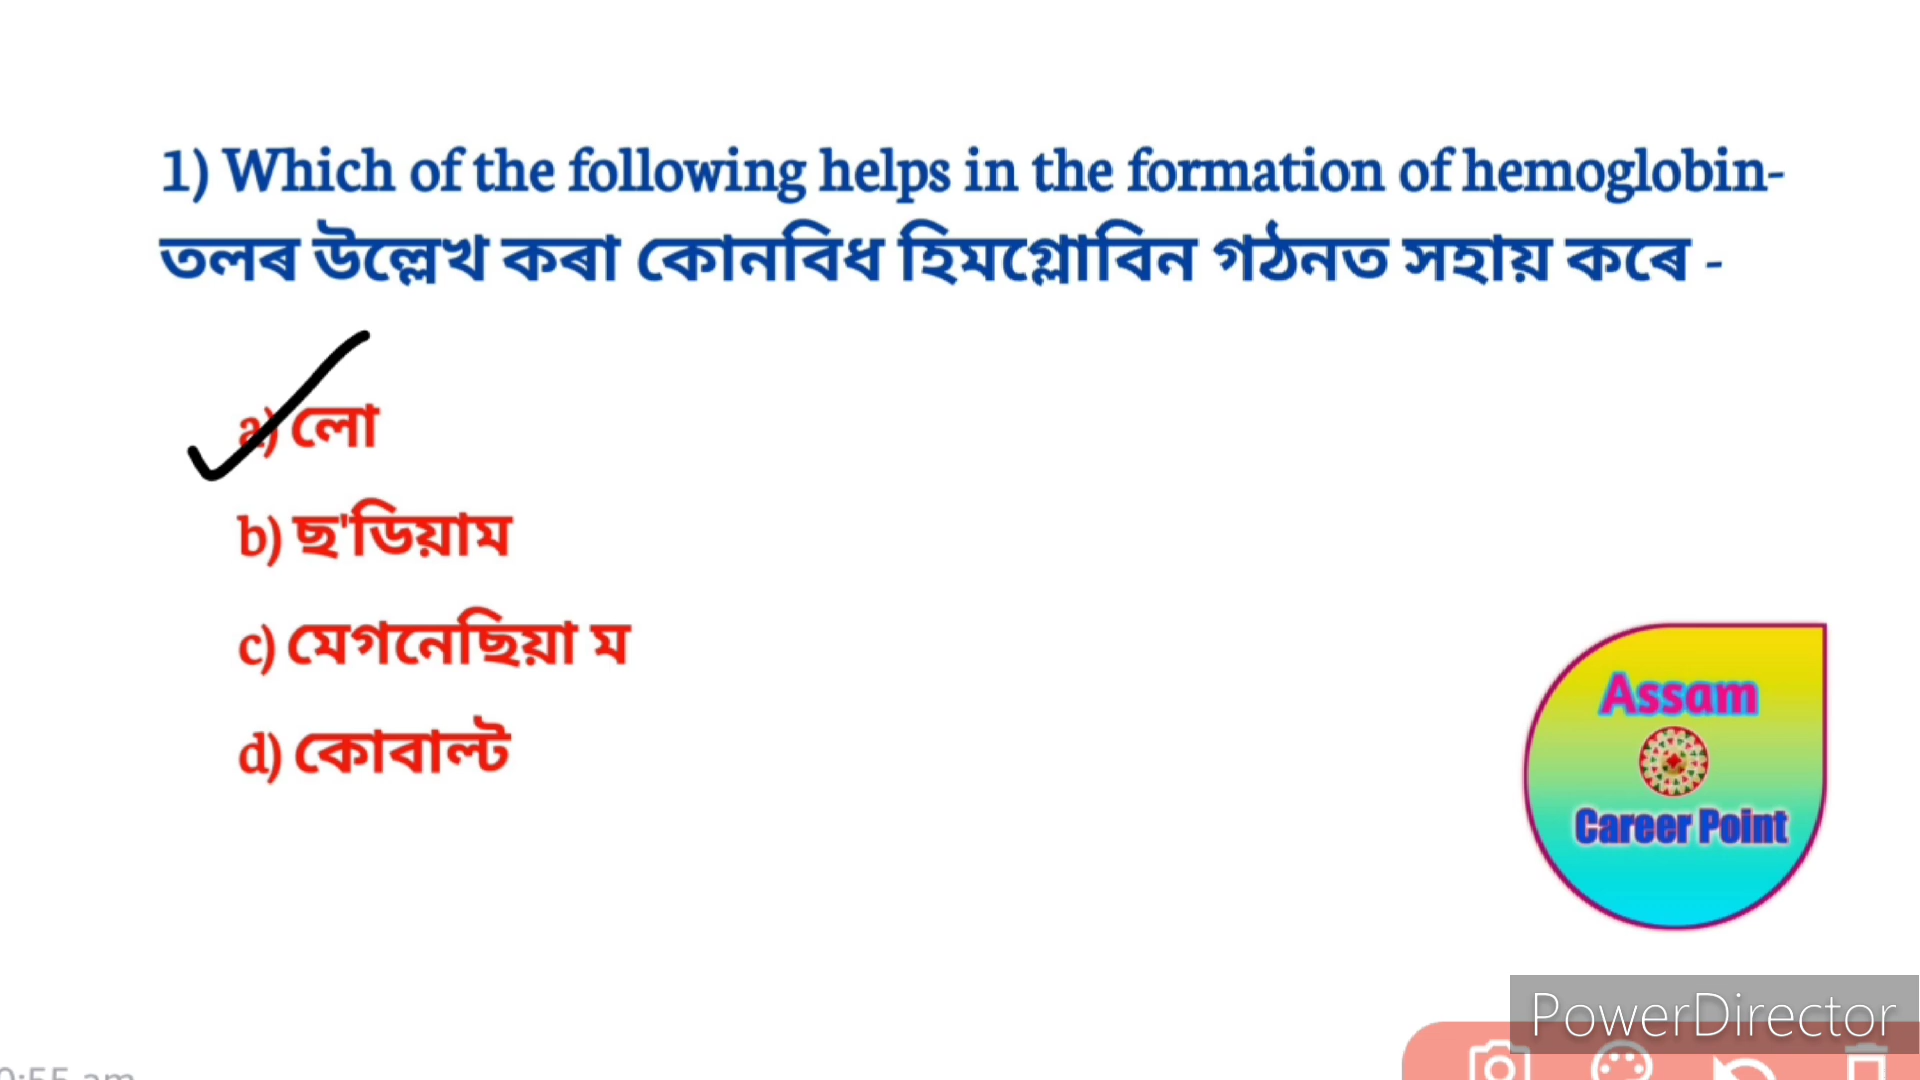 1) Which of the following helps in the formation of hemoglobin-
তলৰ উল্লেখ কৰা কোনবিধ হিমগ্লোবিন গঠনত সহায় কৰে -
a) লো
b) ছ'ডিয়াম
c) মেগনেছিয়া ম
d) কোবাল্ট
Assam
Career Point
PowerDirector